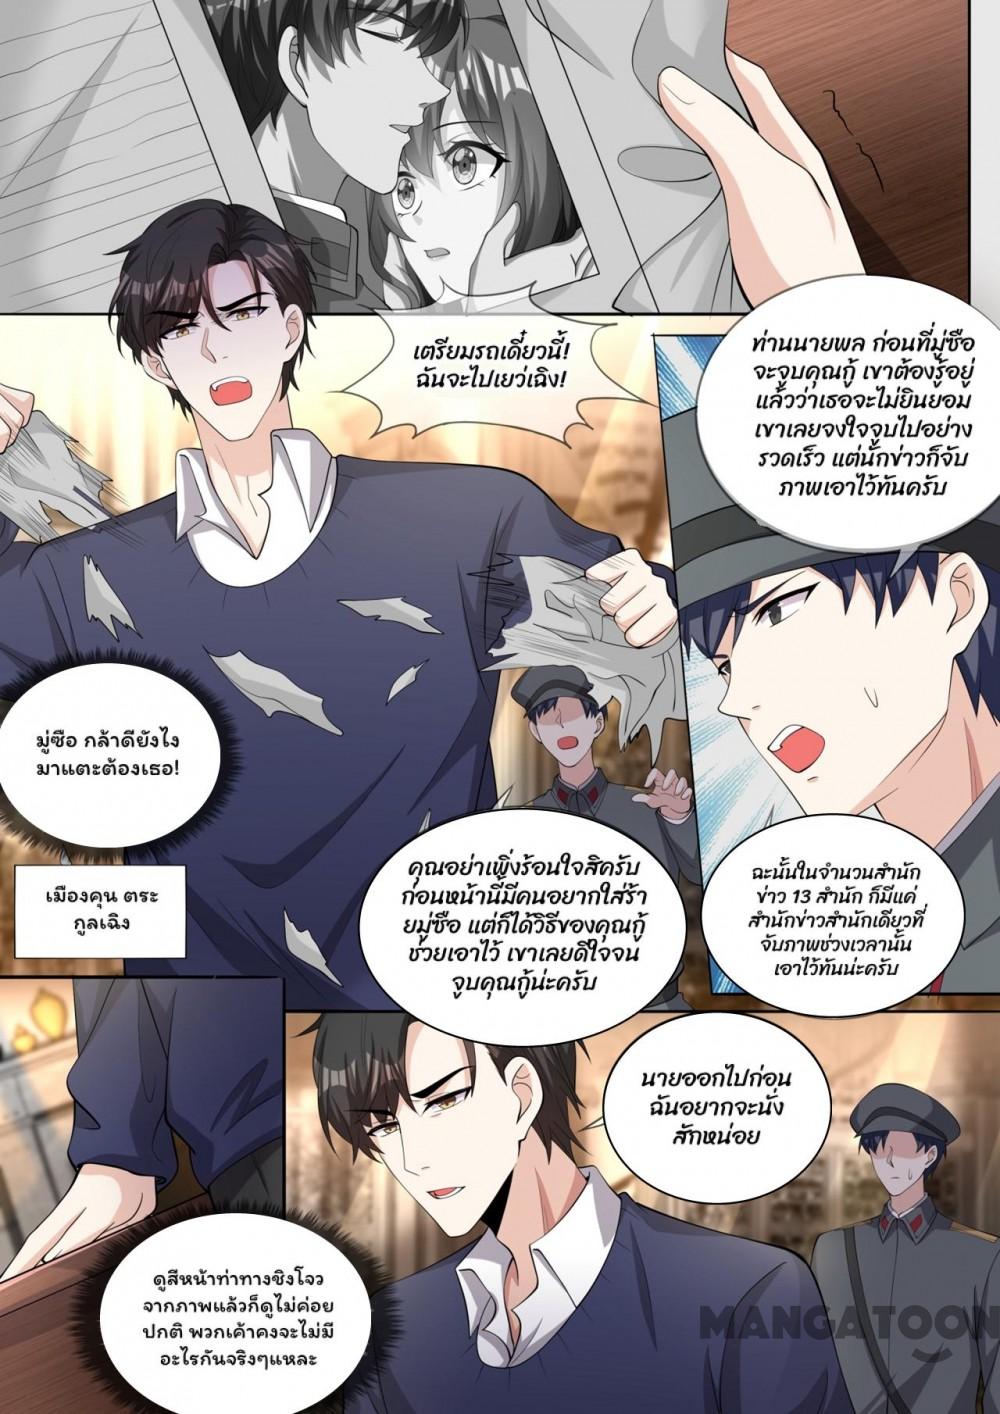 เตรียมรถเดี๋ยวนี้!
ฉันจะไปเยว่เฉิง!
ท่านนายพล ก่อนที่มู่ซือ
จะจูบคุณกู้ เขาต้องรู้อยู่
แล้วว่าเธอจะไม่ยินยอม
เขาเลยจงใจจูบไปอย่าง
รวดเร็ว แต่นักข่าวก็จับ
ภาพเอาไว้ทันครับ
มู่ซือ กล้าดียังไง
มาแตะต้องเธอ!
เมืองคุน ตระ
กูลเฉิง
คุณอย่าเพิ่งร้อนใจสิครับ
ก่อนหน้านี้มีคนอยากใส่ร้า
ยมู่ซือ แต่ก็ได้วิธีของคุณกู้
ช่วยเอาไว้ เขาเลยดีใจจน
จูบคุณกู้น่ะครับ
ฉะนั้นในจำนวนสำนัก
ข่าว 13 สำนัก ก็มีแค่
สำนักข่าวสำนักเดียวที่
จับภาพช่วงเวลานั้น
เอาไว้ทันน่ะครับ
นายออกไปก่อน
ฉันอยากจะนั่ง
สักหน่อย
ดูสีหน้าท่าทางชิงโจว
จากภาพแล้วก็ดูไม่ค่อย
ปกติ พวกเค้าคงจะไม่มี
อะไรกันจริงๆแหละ
MANGATOON